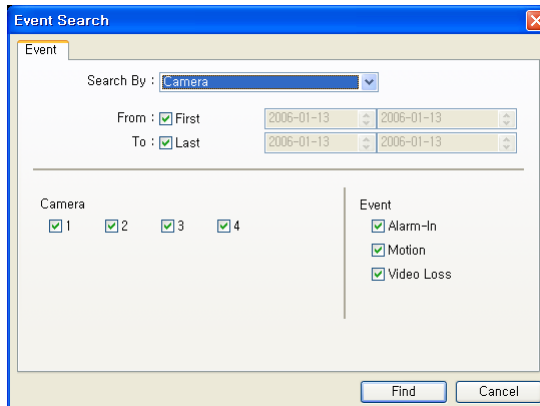 Event Search
Event
Search By : Camera
From : First 2006-01-13 2006-01-13
To : Last 2006-01-13 2006-01-13
Camera
1 2 3 4
Event
Alarm-In
Motion
Video Loss
Find Cancel